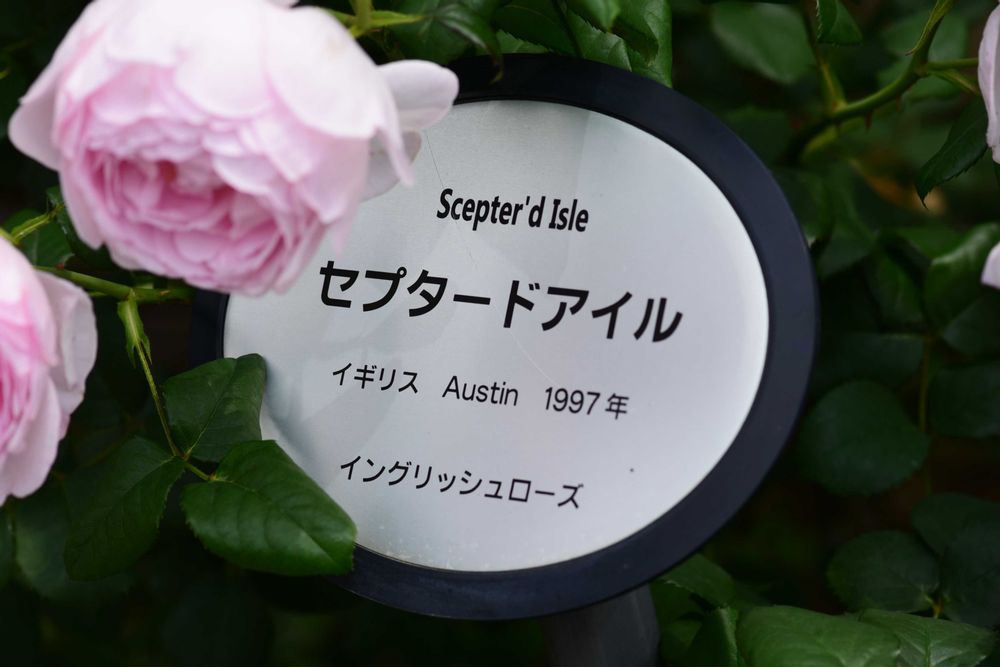 Scepter'd Isle
セプタードアイル
イギリス Austin 1997年
イングリッシュローズ